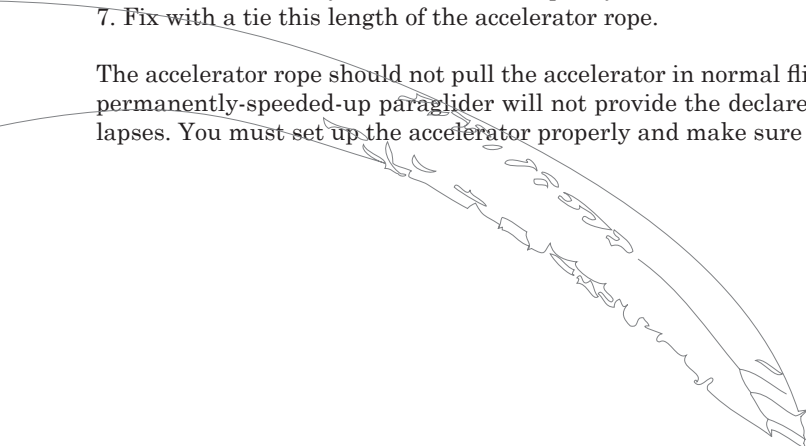 7. Fix with a tie this length of the accelerator rope.
The accelerator rope should not pull the accelerator in normal
permanently-speeded-up paraglider will not provide the
lapses. You must set up the accelerator properly and make sure